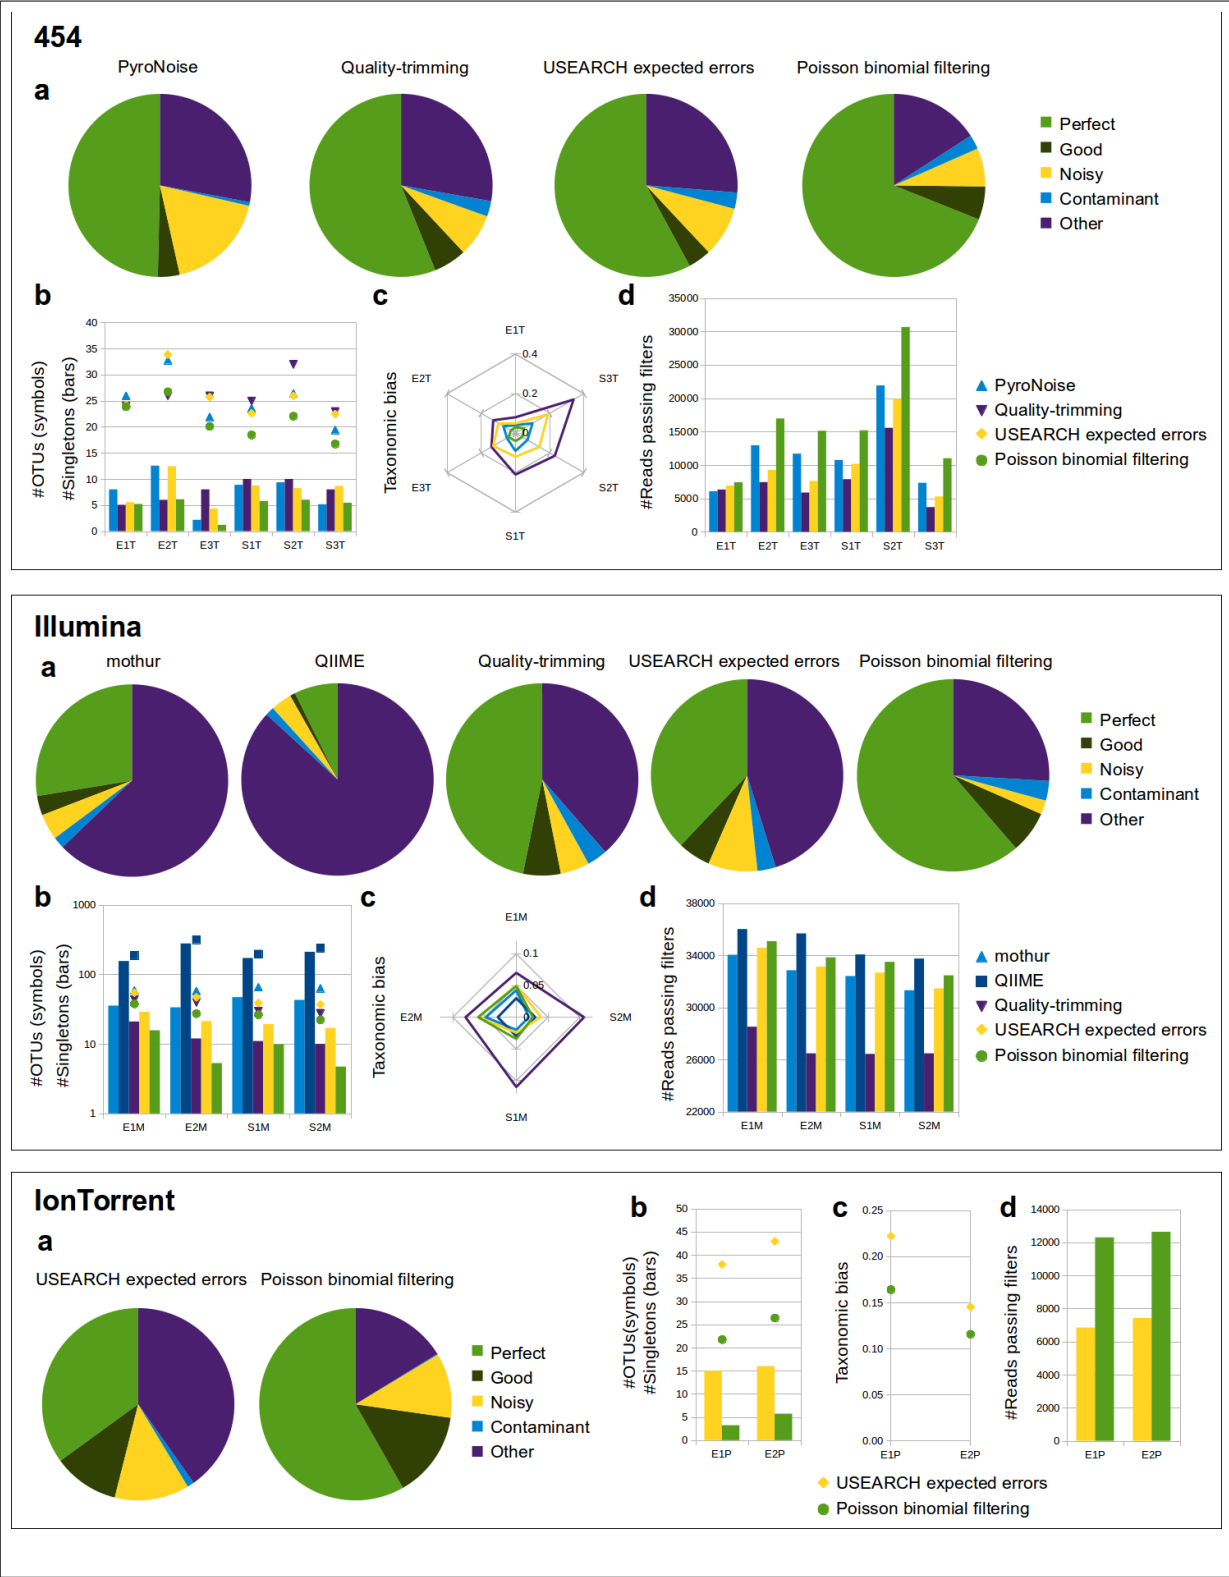 454
PyroNoise Quality-trimming USEARCH expected errors Poisson binomial filtering
a
Perfect
Good
Noisy
Contaminant
Other
b
#OTUs (symbols)
#Singletons (bars)
40
35
30
25
20
15
10
5
0
E1T E2T E3T S1T S2T S3T
c
Taxonomic bias
E1T
0.4
E2T S3T
0.2
0
E3T S2T
S1T
d
#Reads passing filters
35000
30000
25000
20000
15000
10000
5000
0
E1T E2T E3T S1T S2T S3T
PyroNoise
Quality-trimming
USEARCH expected errors
Poisson binomial filtering
Illumina
a
mothur QIIME Quality-trimming USEARCH expected errors Poisson binomial filtering
Perfect
Good
Noisy
Contaminant
Other
b
#OTUs (symbols)
#Singletons (bars)
1000
100
10
1
E1M E2M S1M S2M
c
Taxonomic bias
E1M
0.1
0.05
E2M 0 S2M
S1M
d
#Reads passing filters
38000
34000
30000
26000
22000
E1M E2M S1M S2M
mothur
QIIME
Quality-trimming
USEARCH expected errors
Poisson binomial filtering
IonTorrent
a
USEARCH expected errors Poisson binomial filtering
Perfect
Good
Noisy
Contaminant
Other
b
#OTUs(symbols)
#Singletons (bars)
50
45
40
35
30
25
20
15
10
5
0
E1P E2P
c
Taxonomic bias
0.25
0.20
0.15
0.10
0.05
0.00
E1P E2P
d
#Reads passing filters
14000
12000
10000
8000
6000
4000
2000
0
E1P E2P
USEARCH expected errors
Poisson binomial filtering